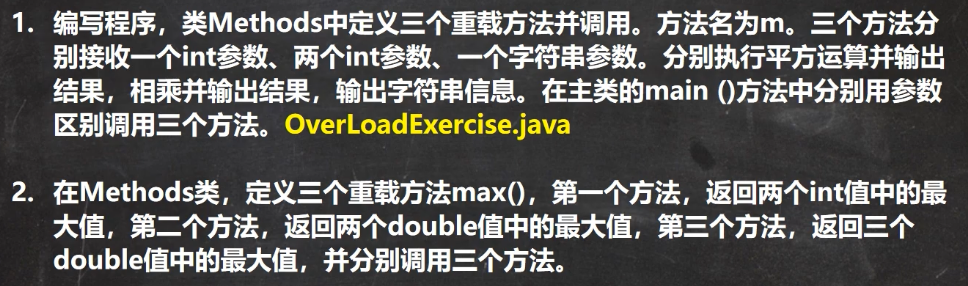 1. 编写程序，类Methods中定义三个重载方法并调用。方法名为m。三个方法分
别接收一个int参数、两个int参数、一个字符串参数。分别执行平方运算并输出
结果，相乘并输出结果，输出字符串信息。在主类的main ()方法中分别用参数
区别调用三个方法。OverLoadExercise.java
2. 在Methods类，定义三个重载方法max()，第一个方法，返回两个int值中的最
大值，第二个方法，返回两个double值中的最大值，第三个方法，返回三个
double值中的最大值，并分别调用三个方法。